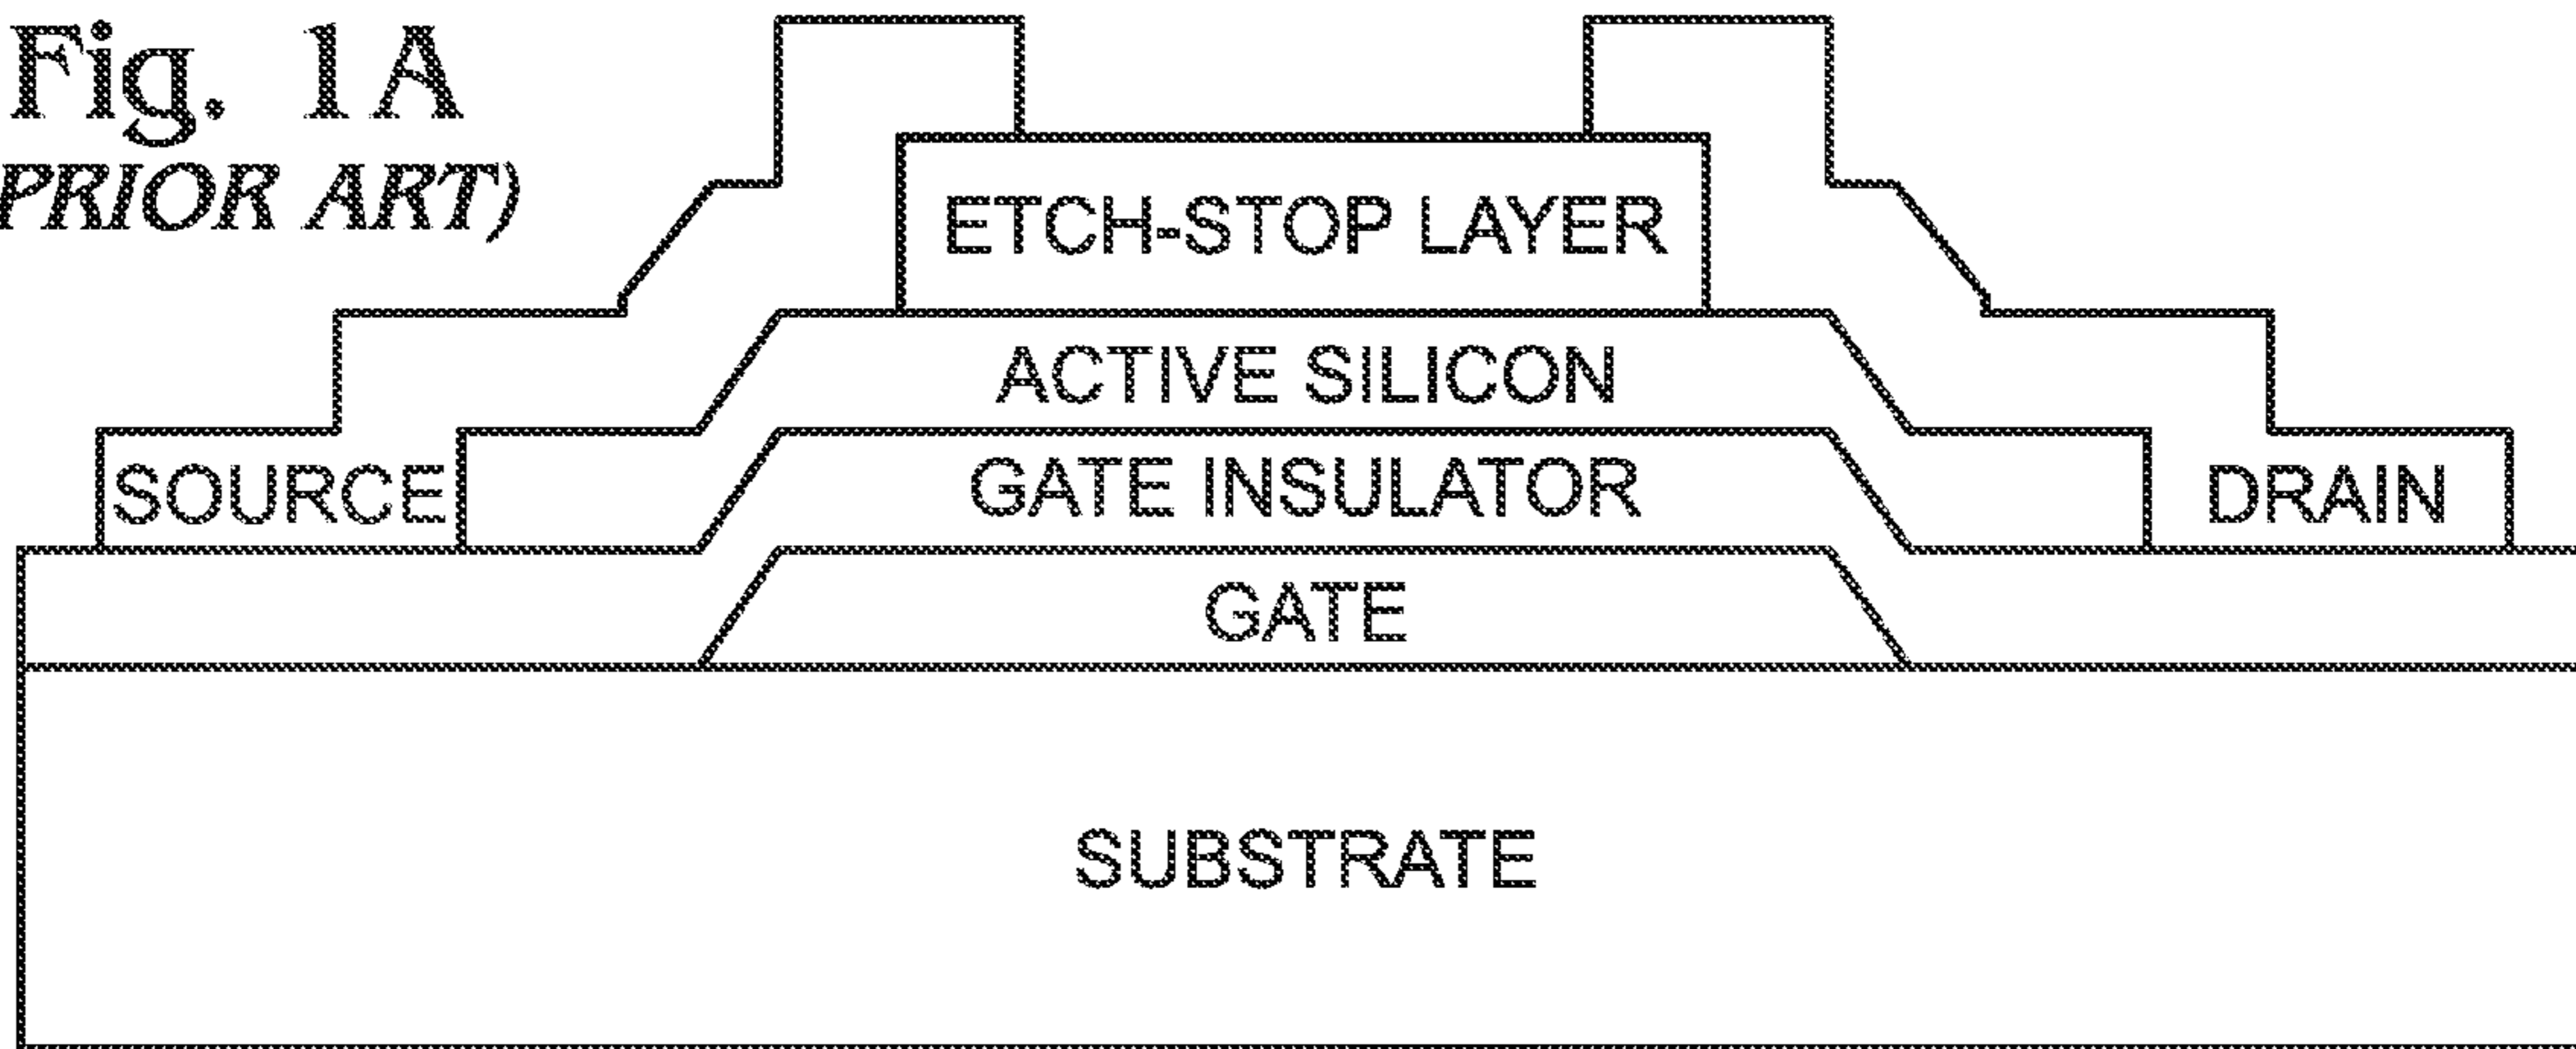 Fig. 1A
(PRIOR ART)
ETCH-STOP LAYER
ACTIVE SILICON
SOURCE
GATE INSULATOR
DRAIN
GATE
SUBSTRATE